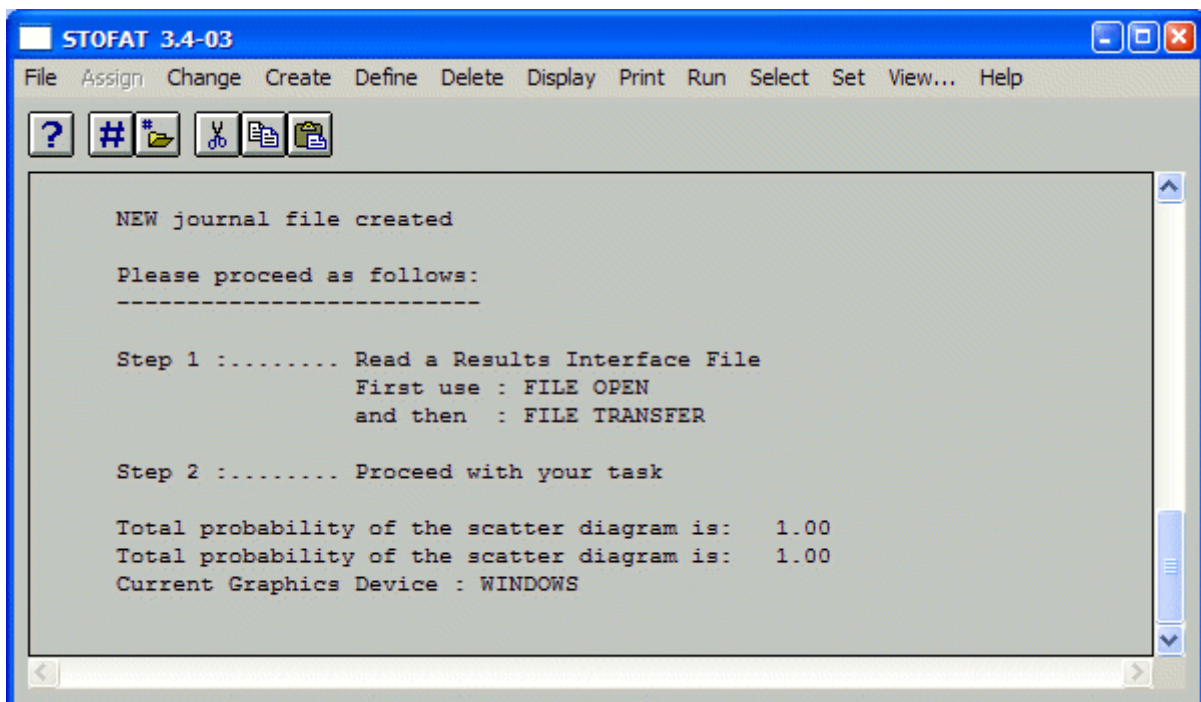 STOFAT 3.4-03
File Assign Change Create Define Delete Display Print Run Select Set View... Help
? # #
NEW journal file created
Please proceed as follows:
--------------------------
Step 1 :........ Read a Results Interface File
First use : FILE OPEN
and then : FILE TRANSFER
Step 2 :........ Proceed with your task
Total probability of the scatter diagram is: 1.00
Total probability of the scatter diagram is: 1.00
Current Graphics Device : WINDOWS